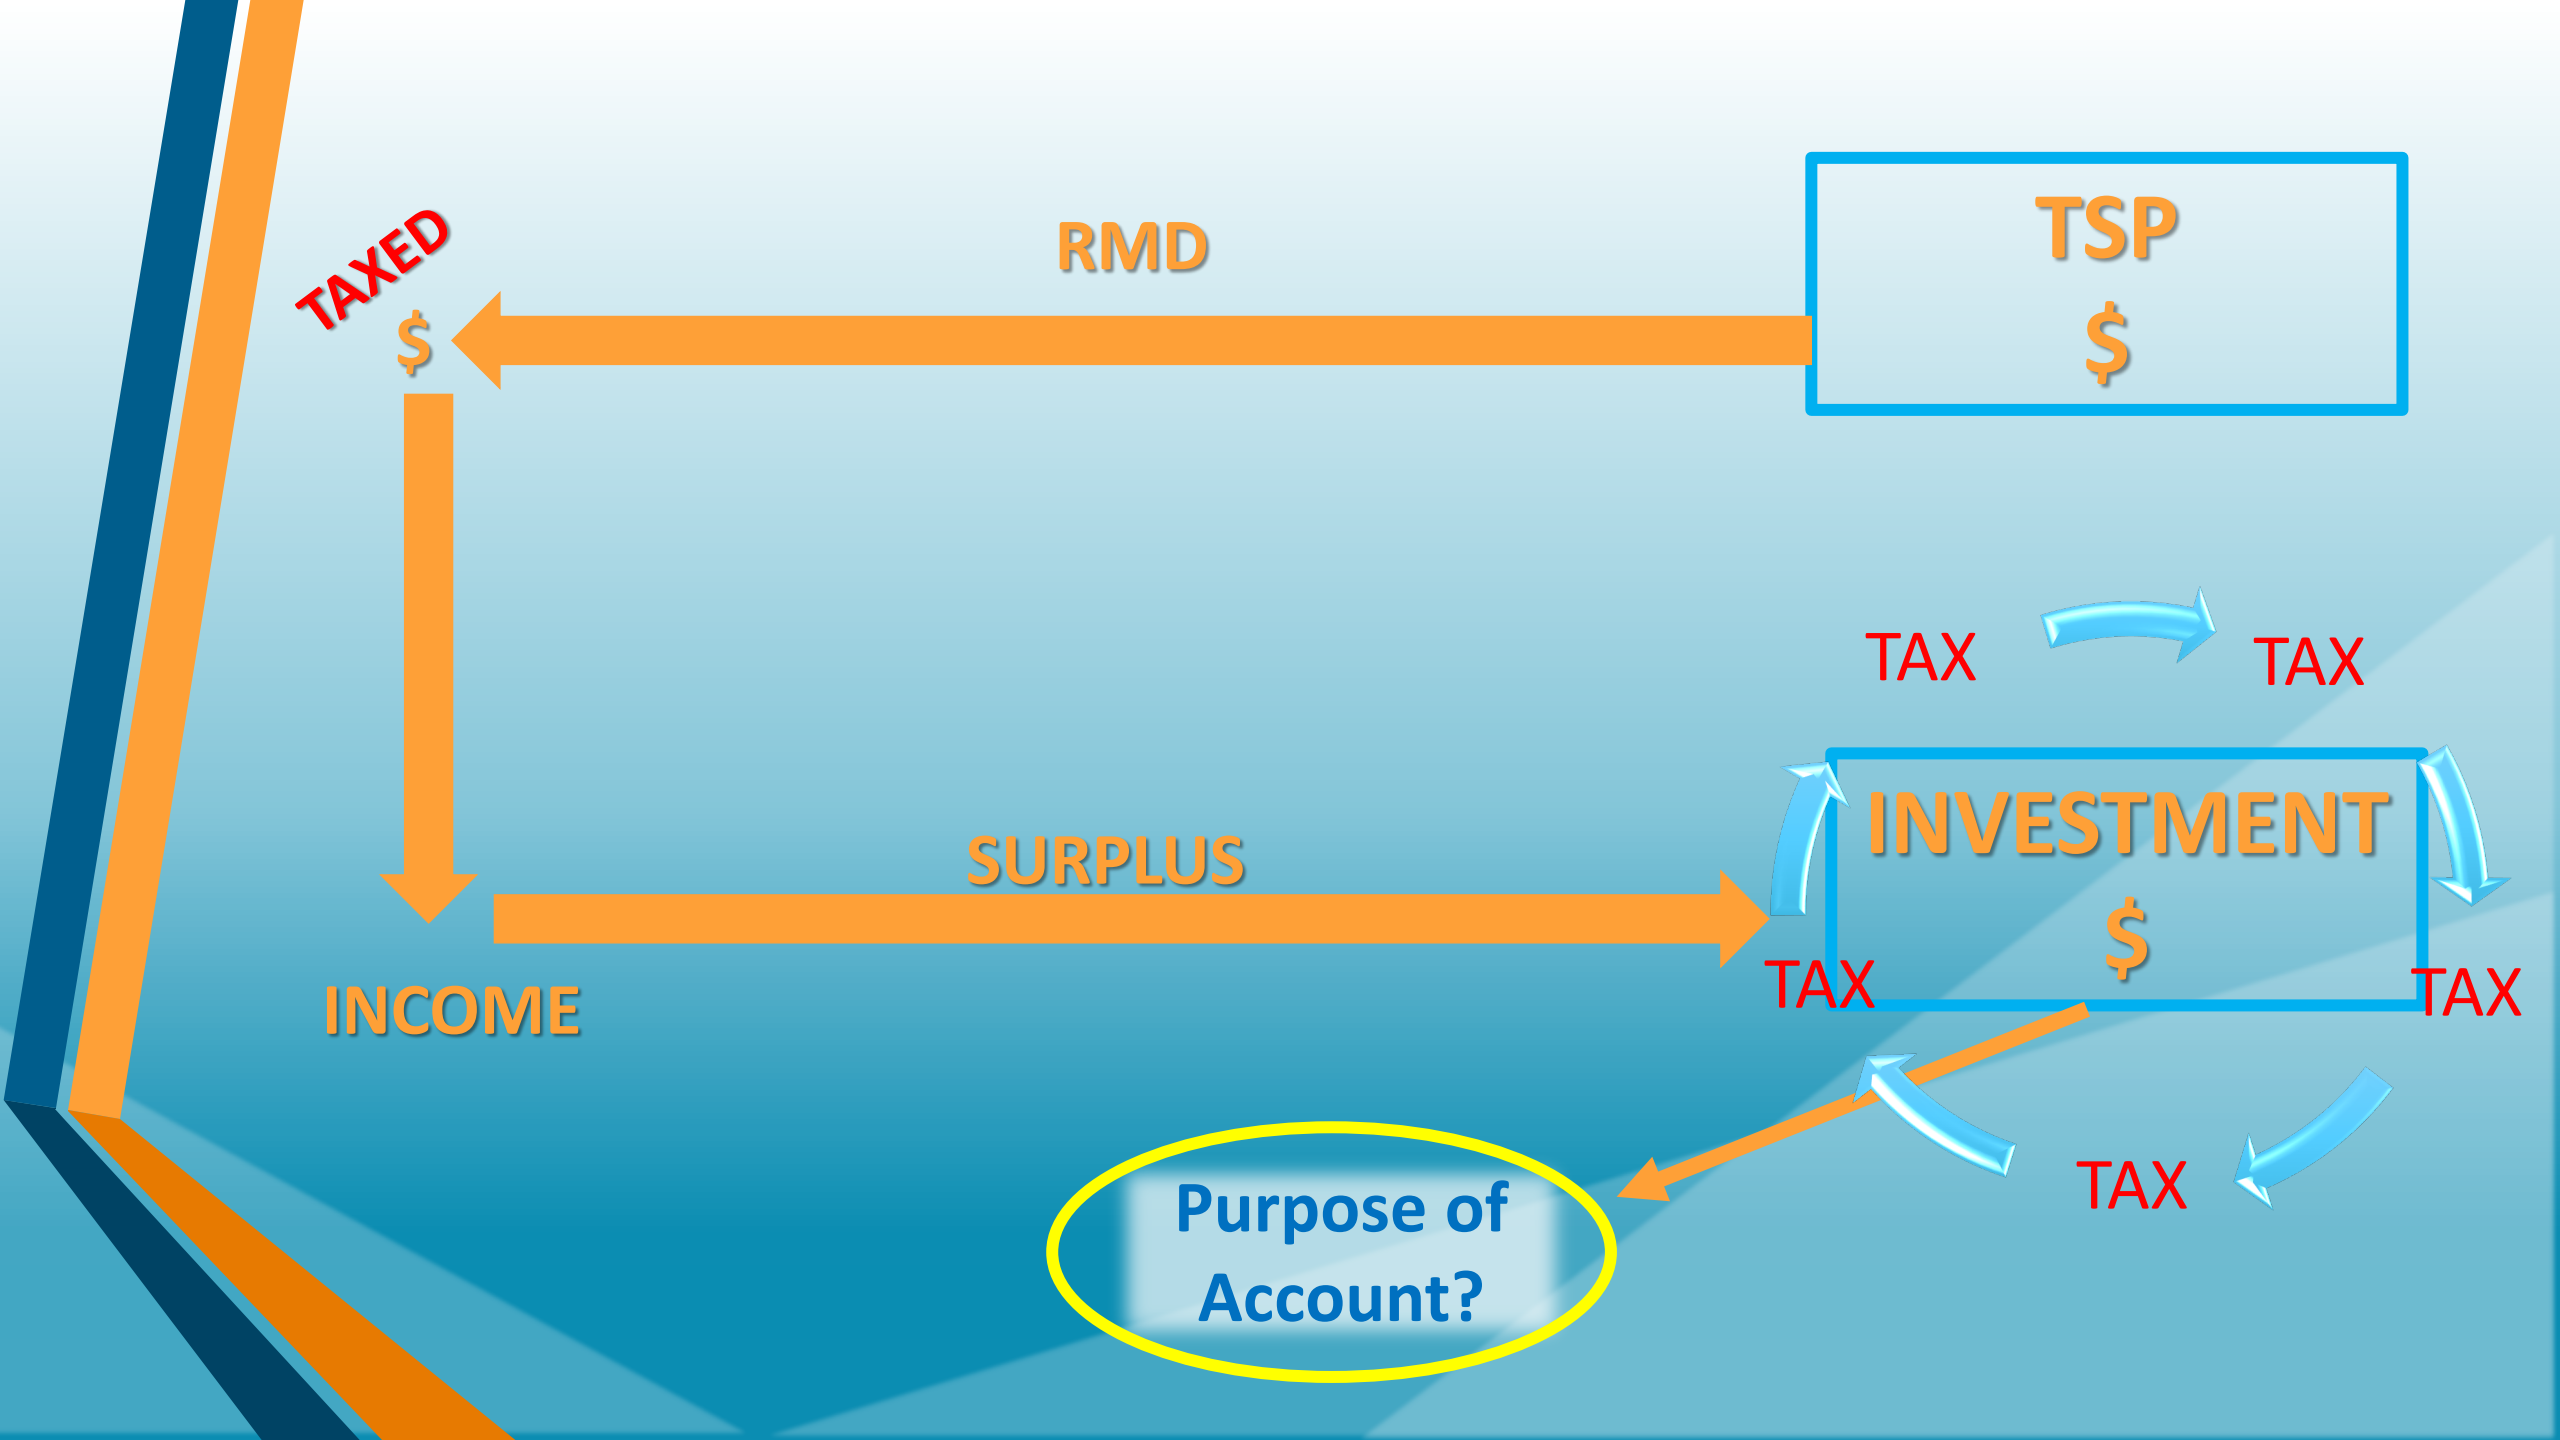 TSP
$
RMD
TAXED
$
TAX
TAX
INVESTMENT
$
SURPLUS
TAX
TAX
INCOME
TAX
Purpose of
Account?